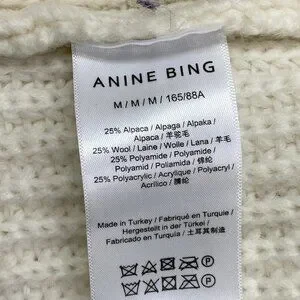 ANINE BING
M / M / M / 165/88A
25% Alpaca / Alpaga / Alpaka /
Alpaca / 羊驼毛
25% Wool / Laine / Wolle / Lana / 羊毛
25% Polyamide / Polyamide /
Polyamid / Poliamida / 锦纶
25% Polyacrylic / Acrylique / Polyacryl /
Acrílico / 腈纶
Made in Turkey / Fabriqué en Turquie /
Hergestellt in der Türkei /
Fabricado en Turquía / 土耳其制造